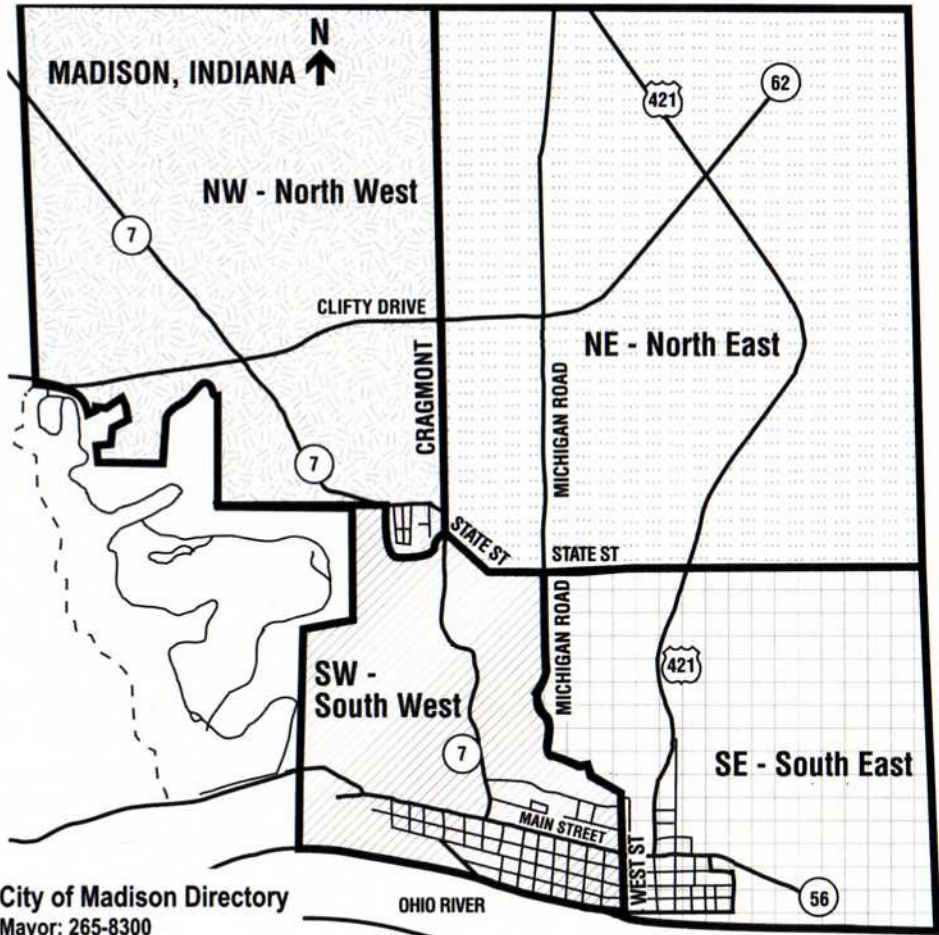 N
MADISON, INDIANA
62
421
NW - North West
7
CLIFTY DRIVE
NE - North East
CRAGMONT
MICHIGAN ROAD
7
STATE ST
STATE ST
MICHIGAN ROAD
421
SW -
South West
7
SE - South East
MAIN STREET
WEST ST
56
OHIO RIVER
City of Madison Directory
Mayor: 265-8300